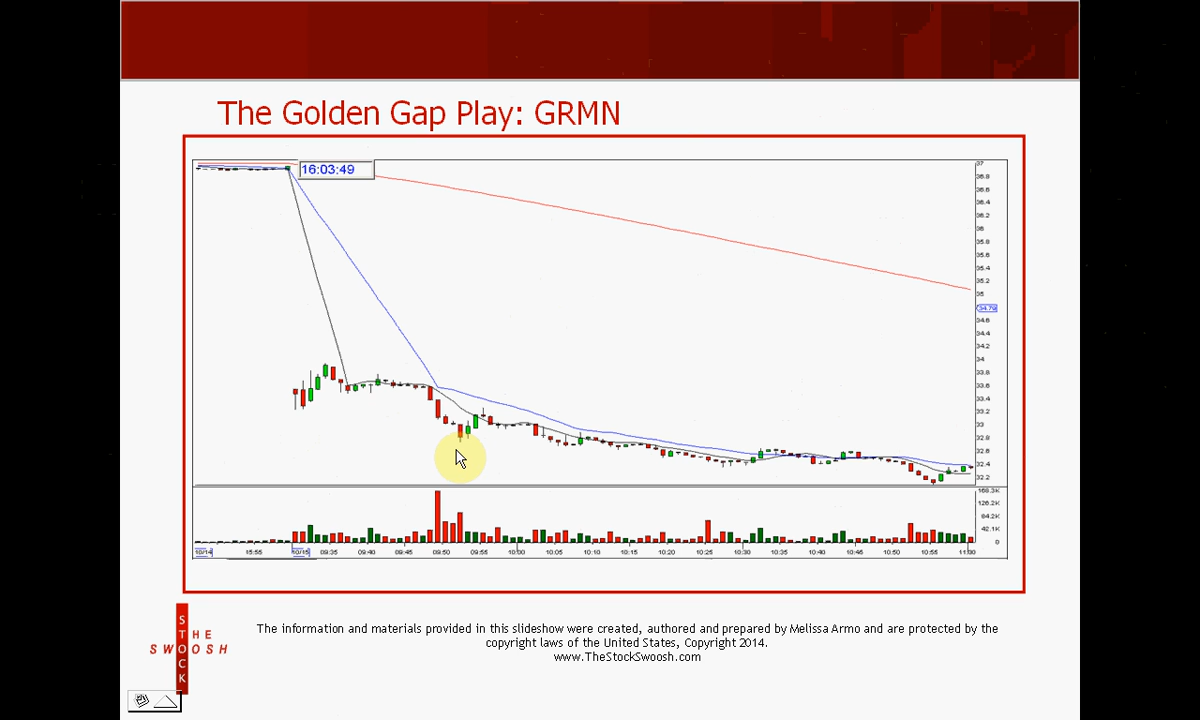 The Golden Gap Play: GRMN
16:03:49
37
36.8
36.6
36.4
36.2
36
35.8
35.6
35.4
35.2
35
34.79
34.6
34.4
34.2
34
33.8
33.6
33.4
33.2
33
32.8
32.6
32.4
32.2
168.3K
126.2K
84.2K
42.1K
0
10/14 15:55 10/15 09:35 09:40 09:45 09:50 09:55 10:00 10:05 10:10 10:15 10:20 10:25 10:30 10:35 10:40 10:45 10:50 10:55 11:00
The information and materials provided in this slideshow were created, authored and prepared by Melissa Armo and are protected by the
copyright laws of the United States, Copyright 2014.
www.TheStockSwoosh.com
THE
STOCK
SWOOSH